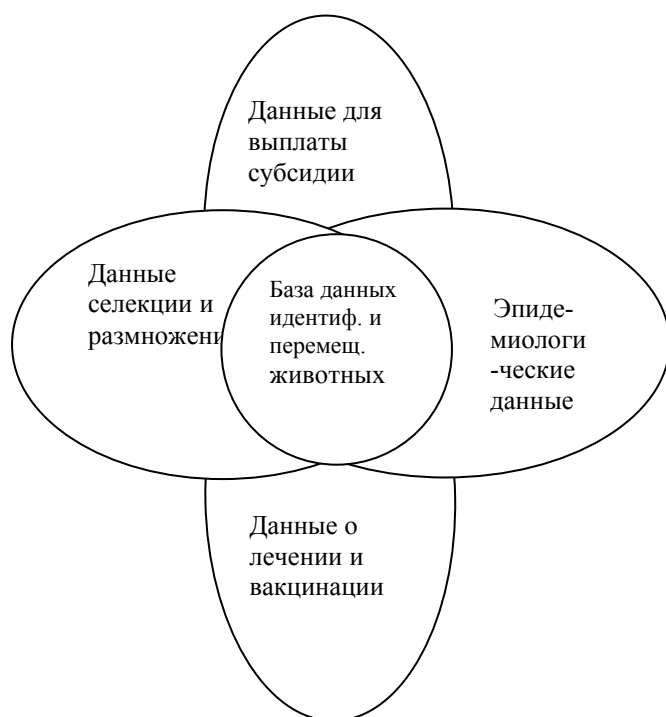 Данные для
выплаты
субсидии
Данные
селекции и
размножени
База данных
идентиф. и
перемещ.
животных
Эпиде-
миологи
-ческие
данные
Данные о
лечении и
вакцинации